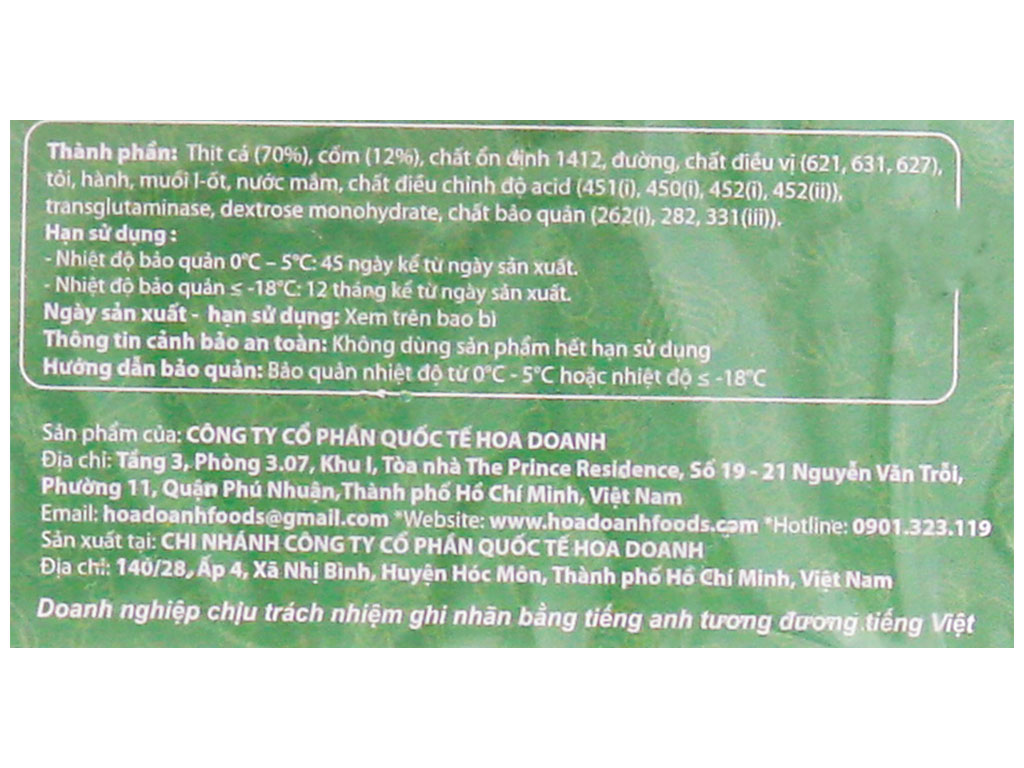 Thành phần: Thịt cá (70%), cốm (12%), chất ổn định 1412, đường, chất điều vị (621, 631, 627),
tỏi, hành, muối I-ốt, nước mắm, chất điều chỉnh độ acid (451(i), 450(i), 452(i), 452(ii)),
transglutaminase, dextrose monohydrate, chất bảo quản (262(i), 282, 331(iii)).
Hạn sử dụng :
- Nhiệt độ bảo quản 0°C – 5°C: 45 ngày kể từ ngày sản xuất.
- Nhiệt độ bảo quản ≤ -18°C: 12 tháng kể từ ngày sản xuất.
Ngày sản xuất - hạn sử dụng: Xem trên bao bì
Thông tin cảnh báo an toàn: Không dùng sản phẩm hết hạn sử dụng
Hướng dẫn bảo quản: Bảo quản nhiệt độ từ 0°C - 5°C hoặc nhiệt độ ≤ -18°C
Sản phẩm của: CÔNG TY CỔ PHẦN QUỐC TẾ HOA DOANH
Địa chỉ: Tầng 3, Phòng 3.07, Khu I, Tòa nhà The Prince Residence, Số 19 - 21 Nguyễn Văn Trỗi,
Phường 11, Quận Phú Nhuận, Thành phố Hồ Chí Minh, Việt Nam
Email: hoadoanhfoods@gmail.com *Website: www.hoadoanhfoods.com *Hotline: 0901.323.119
Sản xuất tại: CHI NHÁNH CÔNG TY CỔ PHẦN QUỐC TẾ HOA DOANH
Địa chỉ: 140/28, Ấp 4, Xã Nhị Bình, Huyện Hóc Môn, Thành phố Hồ Chí Minh, Việt Nam
Doanh nghiệp chịu trách nhiệm ghi nhãn bằng tiếng anh tương đương tiếng Việt